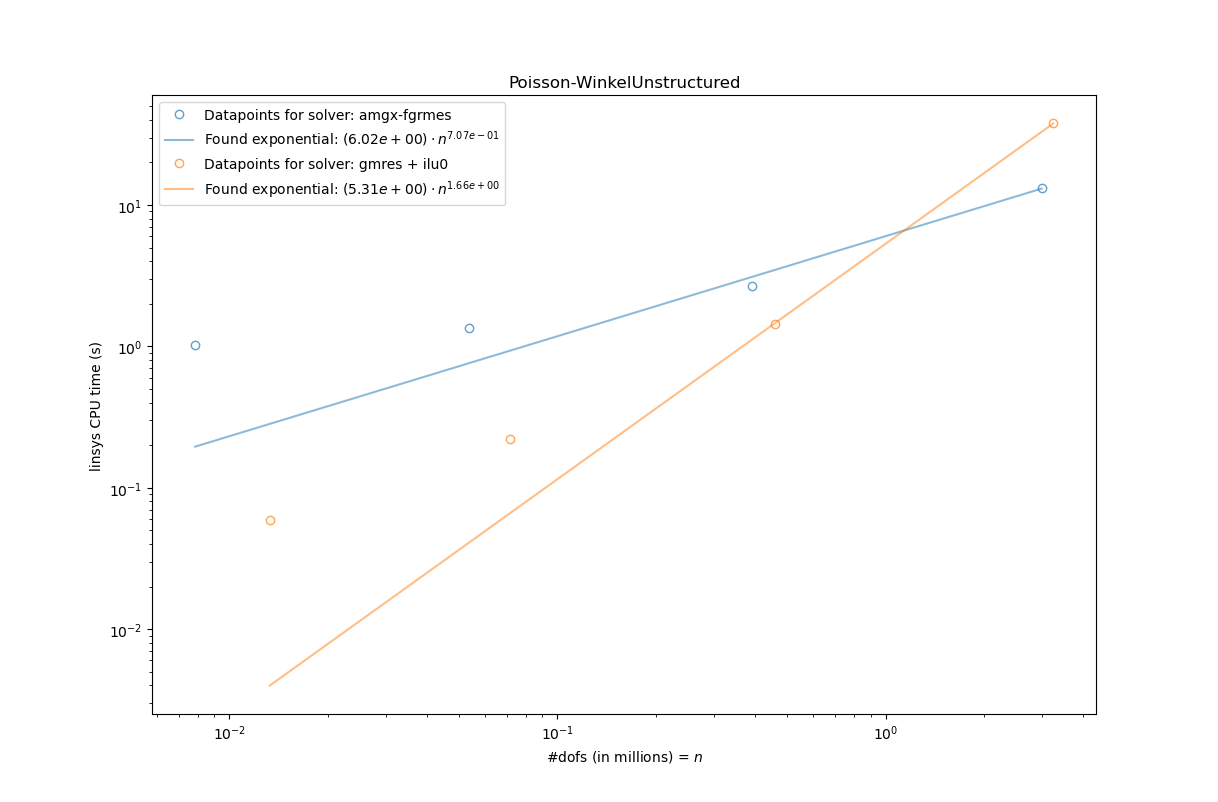 Poisson-WinkelUnstructured
Datapoints for solver: amgx-fgrmes
Found exponential: (6.02e + 00) · n^{7.07e−01}
Datapoints for solver: gmres + ilu0
Found exponential: (5.31e + 00) · n^{1.66e+00}
linsys CPU time (s)
10^{1}
10^{0}
10^{−1}
10^{−2}
10^{−2} 10^{−1} 10^{0}
#dofs (in millions) = n